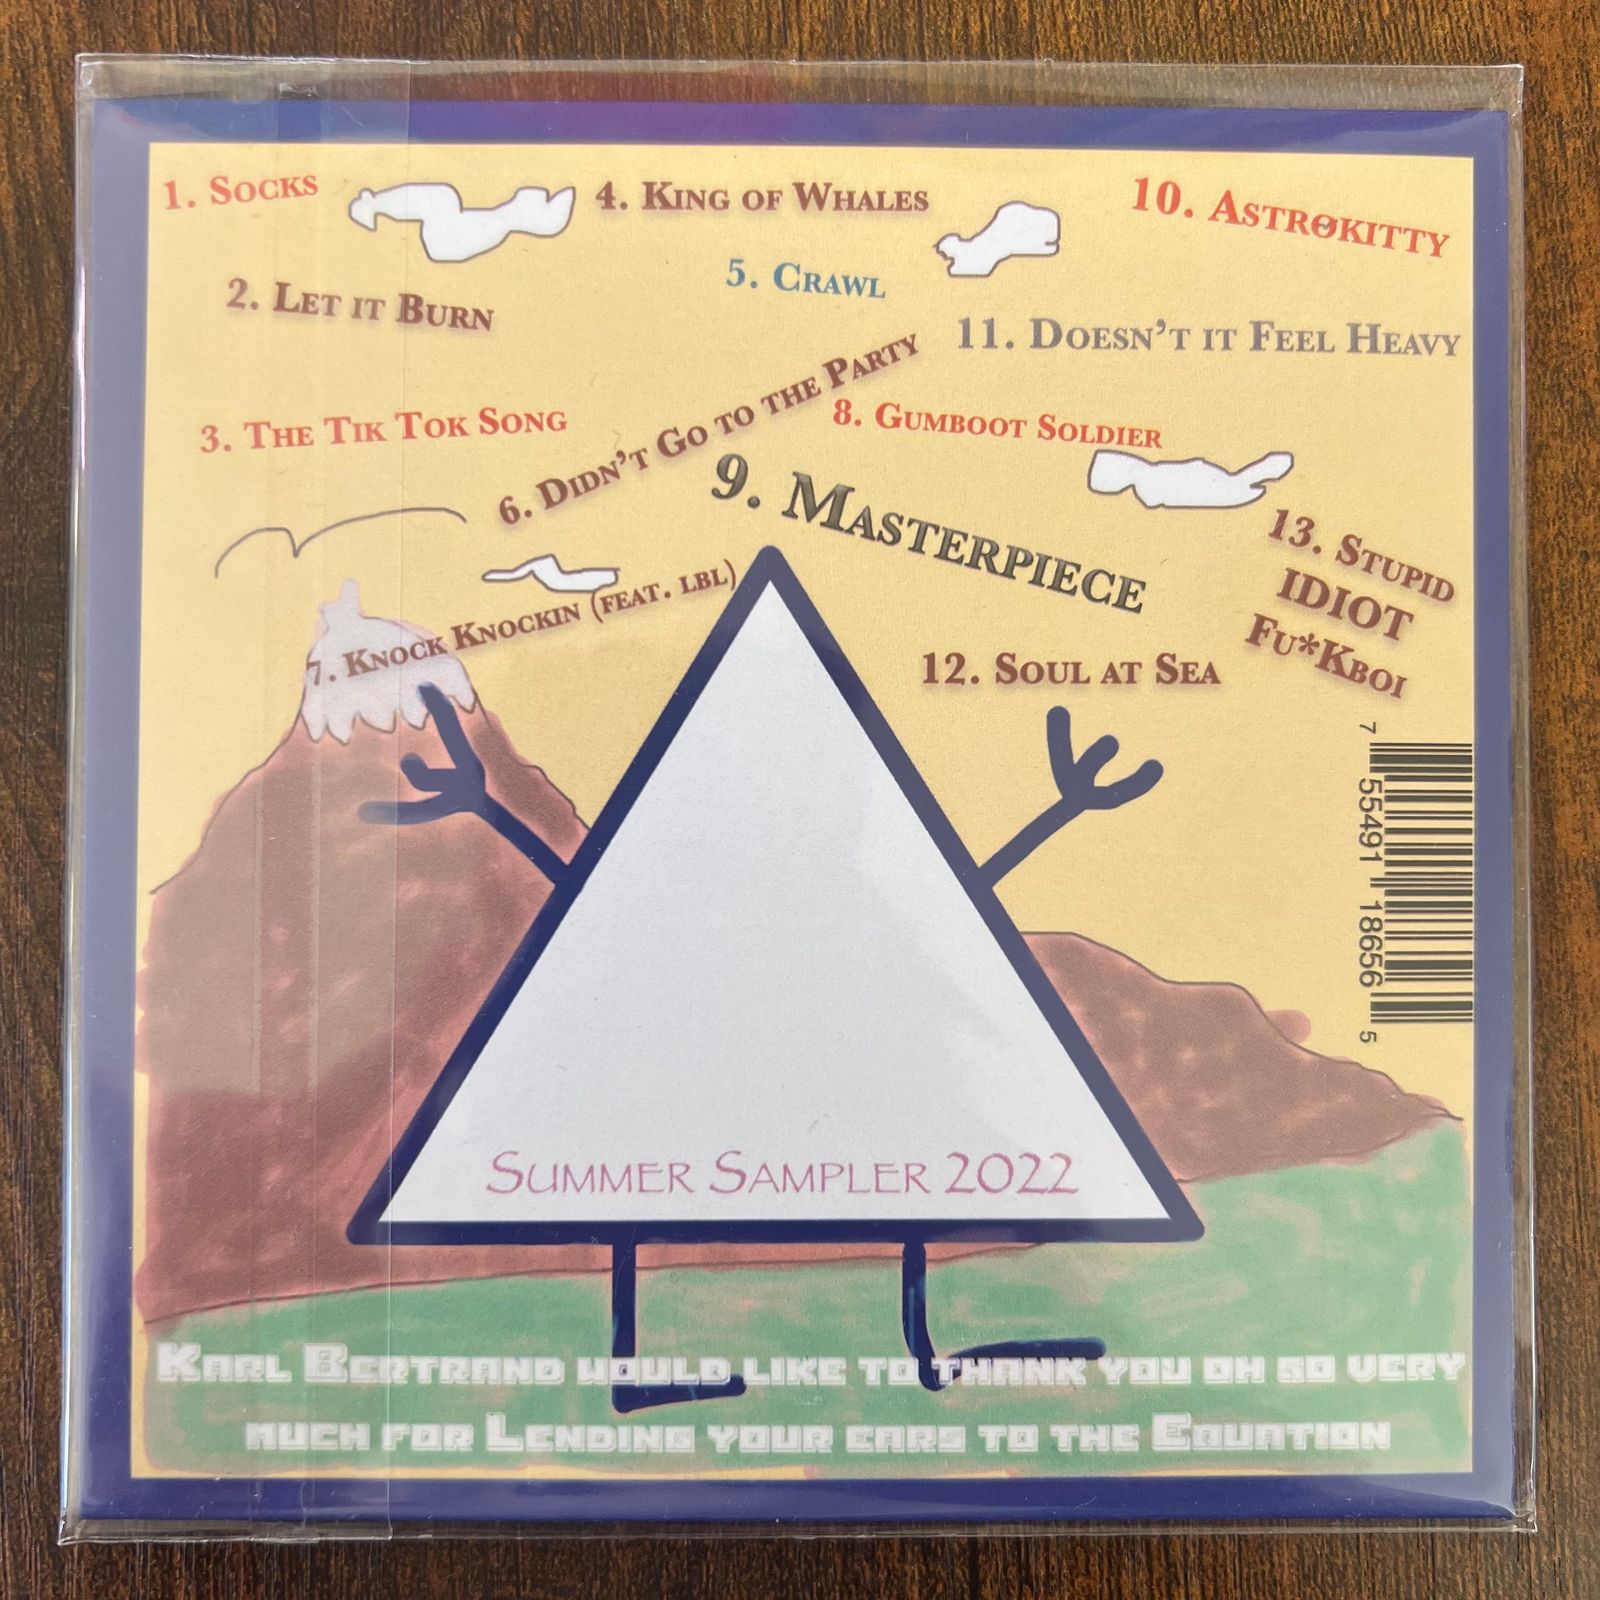 1. Socks
2. Let it Burn
3. The Tik Tok Song
4. King of Whales
5. Crawl
6. Didn't Go to the Party
7. Knock Knockin (feat. LBL)
8. Gumboot Soldier
9. Masterpiece
10. Astrokitty
11. Doesn't it Feel Heavy
12. Soul at Sea
13. Stupid
IDIOT
Fu*Kboi
7 55491 18656 5
Summer Sampler 2022
Karl Bertrand would like to thank you oh so very
much for Lending your ears to the Equation